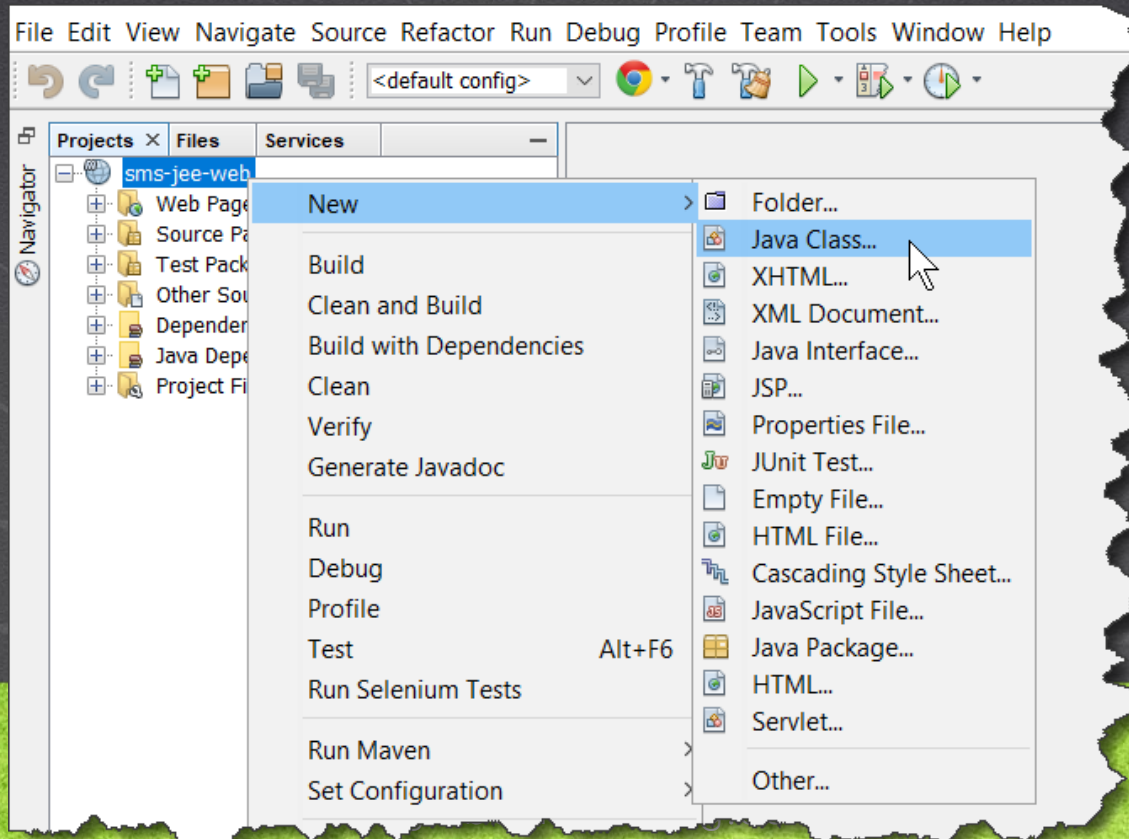 File Edit View Navigate Source Refactor Run Debug Profile Team Tools Window Help
<default config>
Projects Files Services
Navigator
sms-jee-web
Web Page
Source Pa
Test Pack
Other Sou
Depender
Java Depe
Project Fi
New
Build
Clean and Build
Build with Dependencies
Clean
Verify
Generate Javadoc
Run
Debug
Profile
Test Alt+F6
Run Selenium Tests
Run Maven
Set Configuration
Folder...
Java Class...
XHTML...
XML Document...
Java Interface...
JSP...
Properties File...
JUnit Test...
Empty File...
HTML File...
Cascading Style Sheet...
JavaScript File...
Java Package...
HTML...
Servlet...
Other...